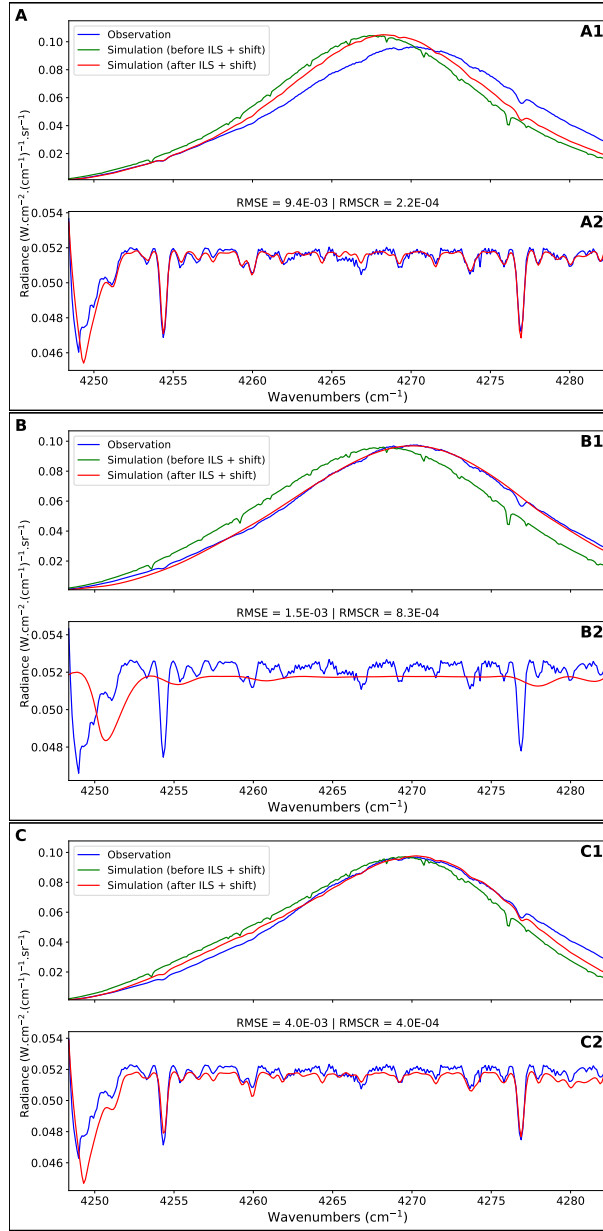 A
A1
Observation
Simulation (before ILS + shift)
Simulation (after ILS + shift)
0.10
0.08
0.06
0.04
0.02
RMSE = 9.4E-03 | RMSCR = 2.2E-04
A2
0.054
0.052
0.050
0.048
0.046
Radiance (W.cm⁻².(cm⁻¹)⁻¹.sr⁻¹)
4250 4255 4260 4265 4270 4275 4280
Wavenumbers (cm⁻¹)
B
B1
Observation
Simulation (before ILS + shift)
Simulation (after ILS + shift)
0.10
0.08
0.06
0.04
0.02
RMSE = 1.5E-03 | RMSCR = 8.3E-04
B2
0.054
0.052
0.050
0.048
Radiance (W.cm⁻².(cm⁻¹)⁻¹.sr⁻¹)
4250 4255 4260 4265 4270 4275 4280
Wavenumbers (cm⁻¹)
C
C1
Observation
Simulation (before ILS + shift)
Simulation (after ILS + shift)
0.10
0.08
0.06
0.04
0.02
RMSE = 4.0E-03 | RMSCR = 4.0E-04
C2
0.054
0.052
0.050
0.048
0.046
Radiance (W.cm⁻².(cm⁻¹)⁻¹.sr⁻¹)
4250 4255 4260 4265 4270 4275 4280
Wavenumbers (cm⁻¹)